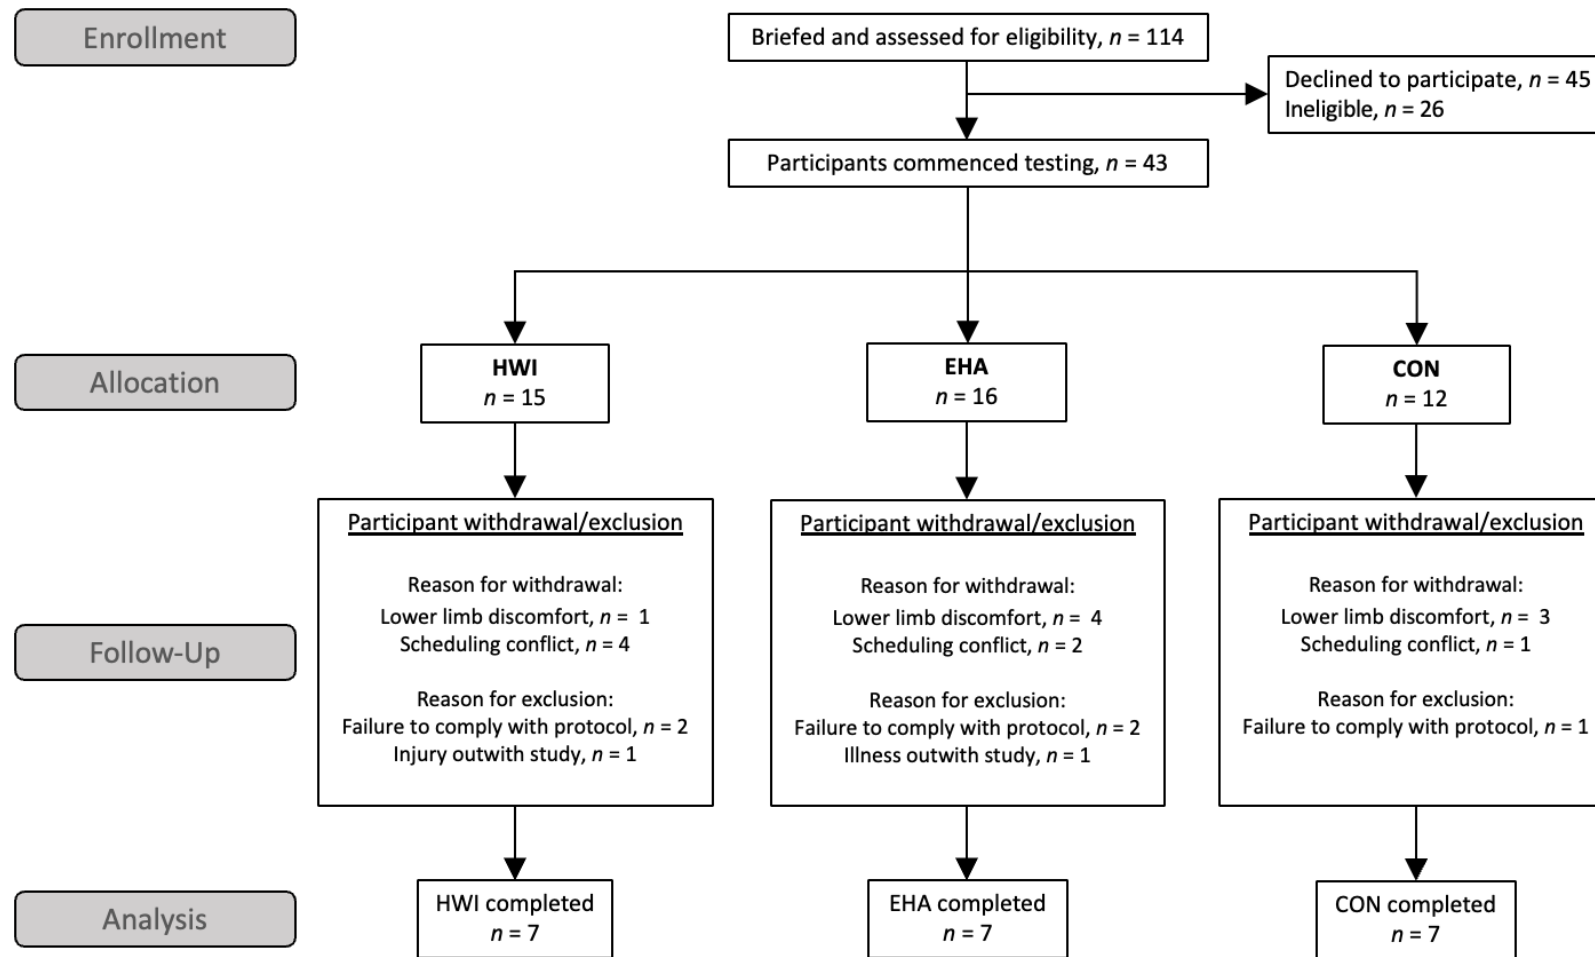 Enrollment
Briefed and assessed for eligibility, n = 114
Declined to participate, n = 45
Ineligible, n = 26
Participants commenced testing, n = 43
Allocation
HWI
n = 15
EHA
n = 16
CON
n = 12
Follow-Up
Participant withdrawal/exclusion
Reason for withdrawal:
Lower limb discomfort, n = 1
Scheduling conflict, n = 4
Reason for exclusion:
Failure to comply with protocol, n = 2
Injury outwith study, n = 1
Participant withdrawal/exclusion
Reason for withdrawal:
Lower limb discomfort, n = 4
Scheduling conflict, n = 2
Reason for exclusion:
Failure to comply with protocol, n = 2
Illness outwith study, n = 1
Participant withdrawal/exclusion
Reason for withdrawal:
Lower limb discomfort, n = 3
Scheduling conflict, n = 1
Reason for exclusion:
Failure to comply with protocol, n = 1
Analysis
HWI completed
n = 7
EHA completed
n = 7
CON completed
n = 7